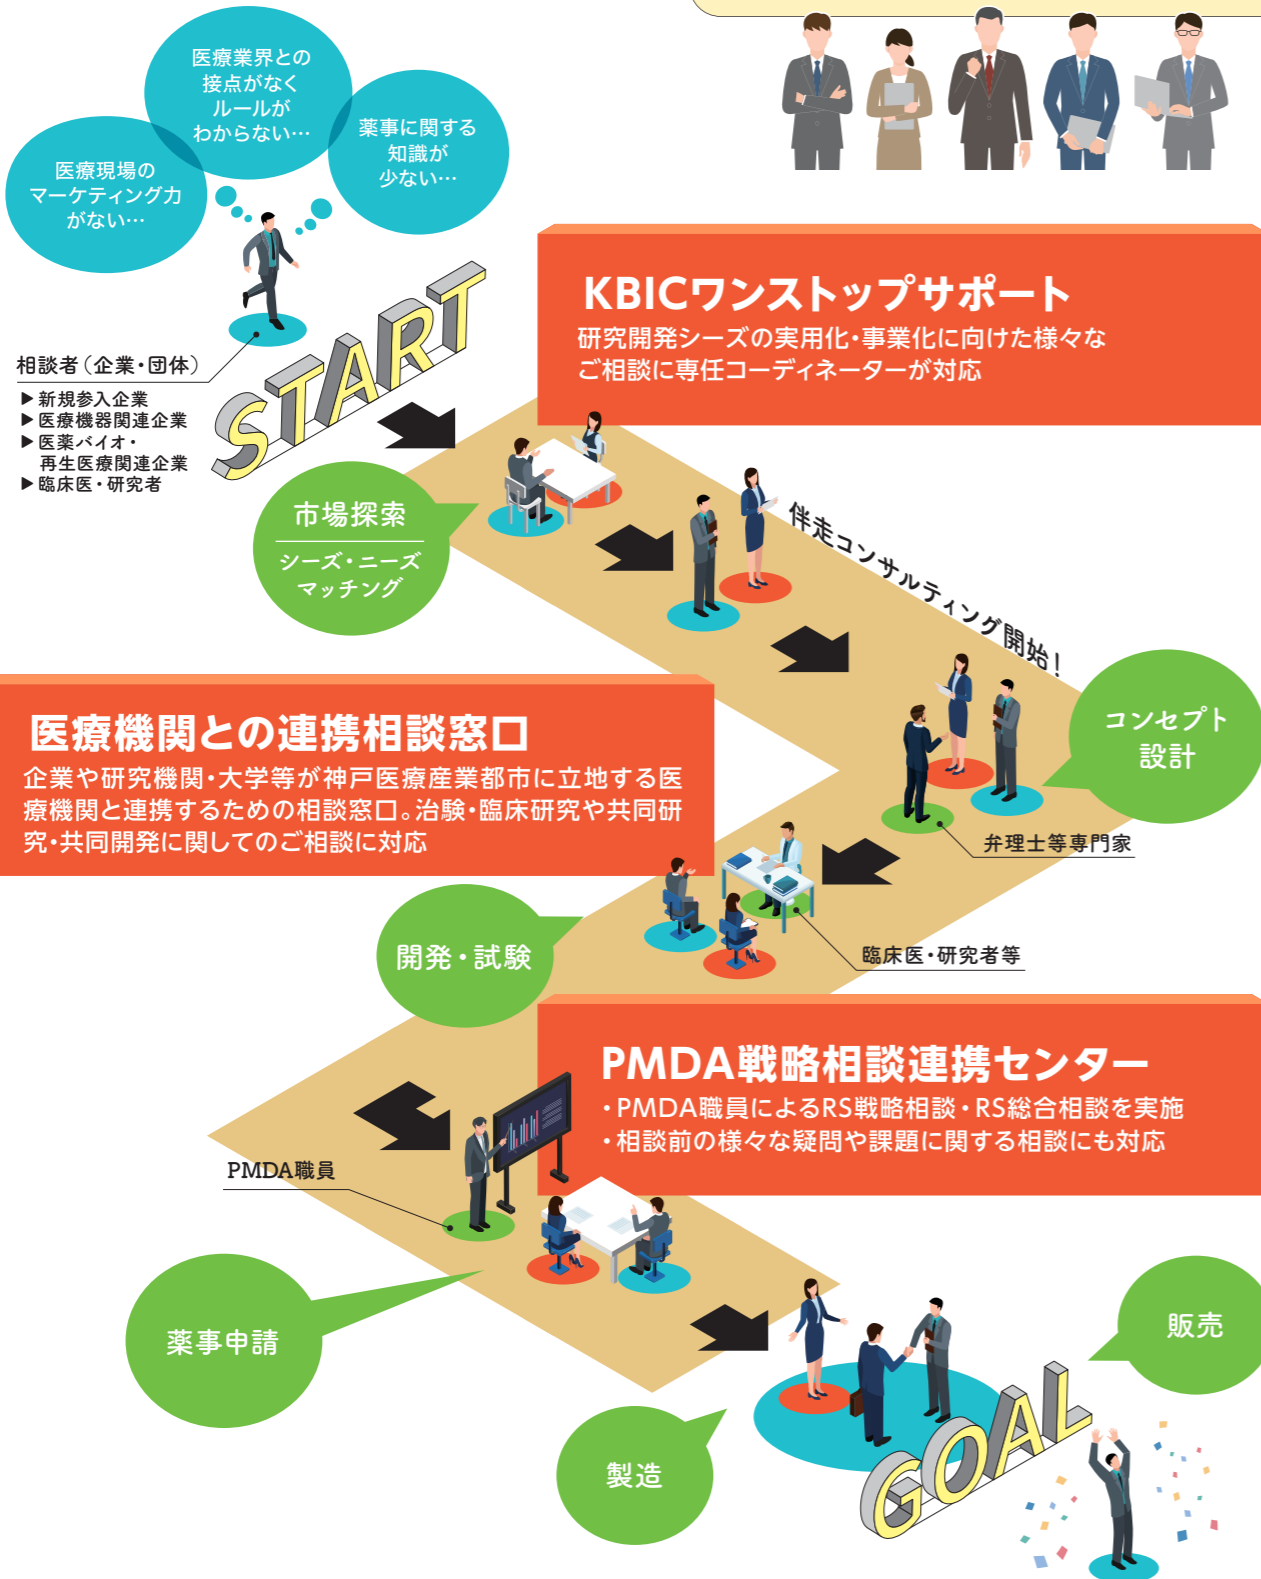 医療業界との
接点がなく
ルールが
わからない…
薬事に関する
知識が
少ない…
医療現場の
マーケティング力
がない…
START
相談者（企業・団体）
▶新規参入企業
▶医療機器関連企業
▶医薬バイオ・
再生医療関連企業
▶臨床医・研究者
KBICワンストップサポート
研究開発シーズの実用化・事業化に向けた様々な
ご相談に専任コーディネーターが対応
市場探索
シーズ・ニーズ
マッチング
伴走コンサルティング開始！
コンセプト
設計
弁理士等専門家
医療機関との連携相談窓口
企業や研究機関・大学等が神戸医療産業都市に立地する医
療機関と連携するための相談窓口。治験・臨床研究や共同研
究・共同開発に関してのご相談に対応
開発・試験
臨床医・研究者等
PMDA戦略相談連携センター
・PMDA職員によるRS戦略相談・RS総合相談を実施
・相談前の様々な疑問や課題に関する相談にも対応
PMDA職員
薬事申請
製造
販売
GOAL